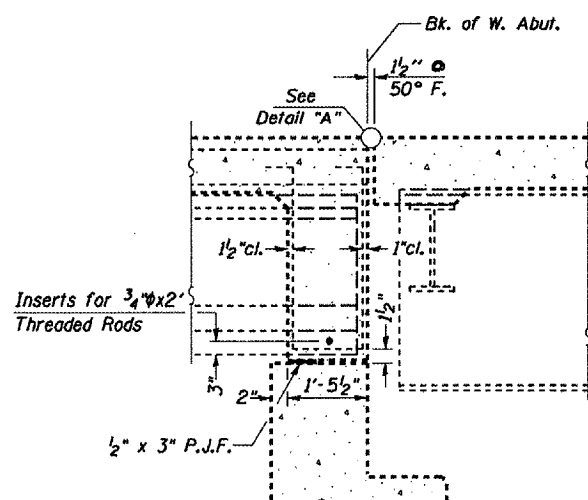 Bk. of W. Abut.
1½" @
50° F.
See
Detail "A"
1½"cl.
1"cl.
Inserts for ¾"φx2'
Threaded Rods
1½"
3"
2"
1'-5½"
½" x 3" P.J.F.